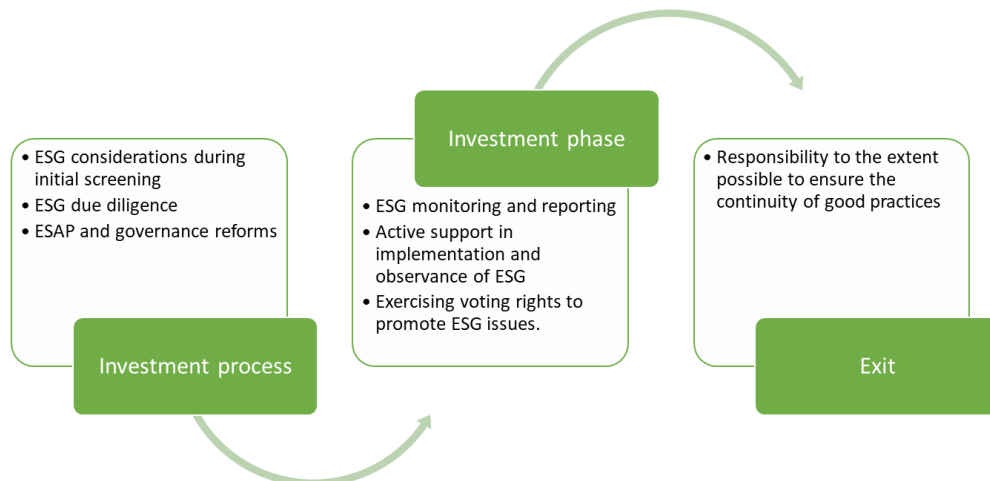 • ESG considerations during
initial screening
• ESG due diligence
• ESAP and governance reforms
Investment process
Investment phase
• ESG monitoring and reporting
• Active support in
implementation and
observance of ESG
• Exercising voting rights to
promote ESG issues.
• Responsibility to the extent
possible to ensure the
continuity of good practices
Exit